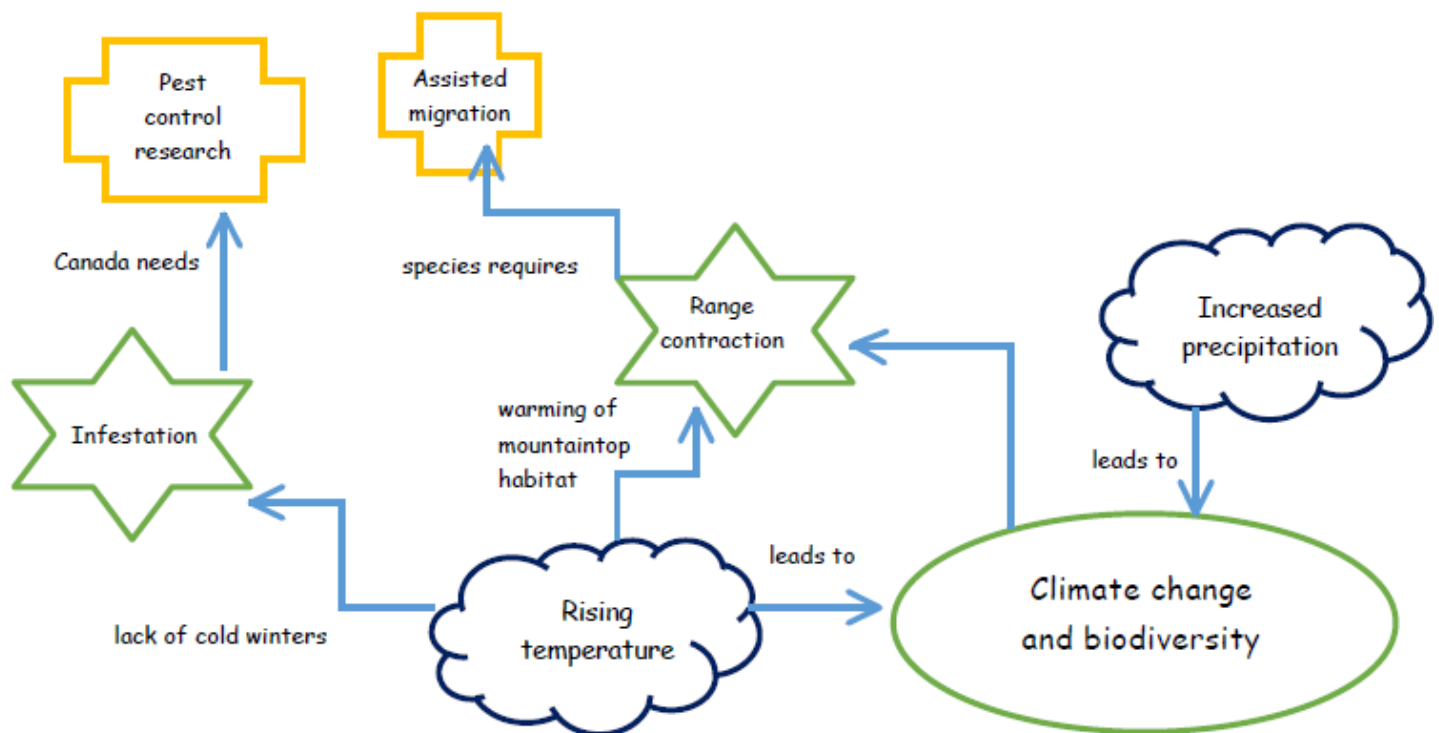 Pest
control
research
Assisted
migration
Canada needs
species requires
Range
contraction
Increased
precipitation
Infestation
warming of
mountaintop
habitat
leads to
leads to
Rising
temperature
Climate change
and biodiversity
lack of cold winters